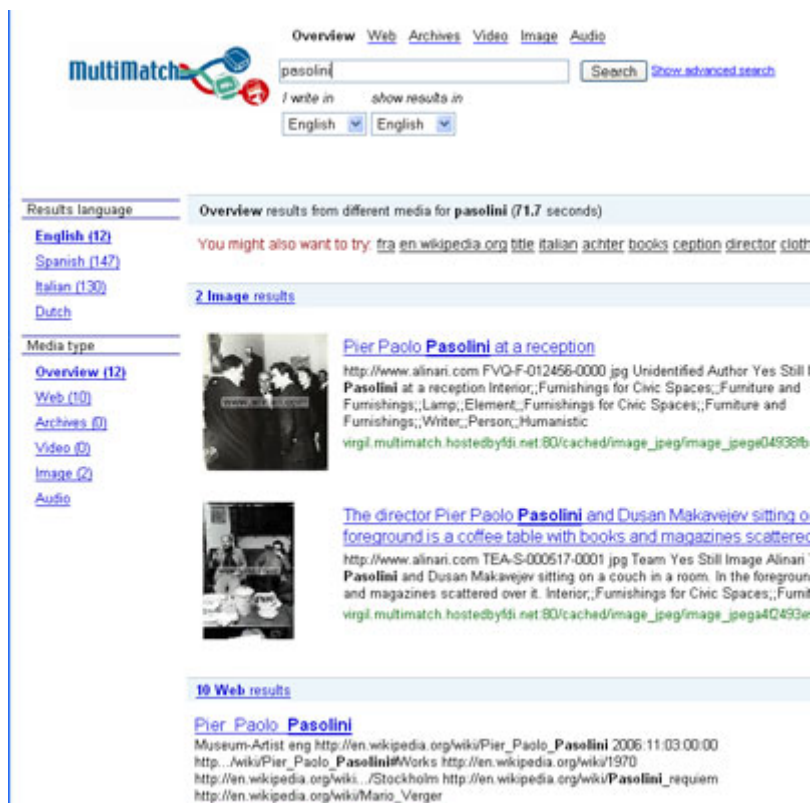 Overview Web Archives Video Image Audio
MultiMatch
pasolini
Search Show advanced search
I write in show results in
English English
Results language
English (12)
Spanish (147)
Italian (130)
Dutch
Media type
Overview (12)
Web (10)
Archives (0)
Video (0)
Image (2)
Audio
Overview results from different media for pasolini (71.7 seconds)
You might also want to try: fra en.wikipedia.org title italian achter books ception director cloth
2 Image results
Pier Paolo Pasolini at a reception
http://www.alinari.com FVQ-F-012456-0000 jpg Unidentified Author Yes Still I
Pasolini at a reception Interior;;Furnishings for Civic Spaces;;Furniture and
Furnishings;;Lamp;;Element;;Furnishings for Civic Spaces;;Furniture and
Furnishings;;Writer;;Person;;Humanistic
virgil.multimatch.hostedbyfdi.net:80/cached/image_jpeg/image_jpege04938fb
The director Pier Paolo Pasolini and Dusan Makavejev sitting o
foreground is a coffee table with books and magazines scattered
http://www.alinari.com TEA-S-000517-0001 jpg Team Yes Still Image Alinari
Pasolini and Dusan Makavejev sitting on a couch in a room. In the foregroun
and magazines scattered over it. Interior;;Furnishings for Civic Spaces;;Furnit
virgil.multimatch.hostedbyfdi.net:80/cached/image_jpeg/image_jpega4f2493e
10 Web results
Pier Paolo Pasolini
Museum-Artist eng http://en.wikipedia.org/wiki/Pier_Paolo_Pasolini 2006:11:03:00:00
http.../wiki/Pier_Paolo_Pasolini#Works http://en.wikipedia.org/wiki/1970
http://en.wikipedia.org/wiki.../Stockholm http://en.wikipedia.org/wiki/Pasolini_requiem
http://en.wikipedia.org/wiki/Mario_Verger